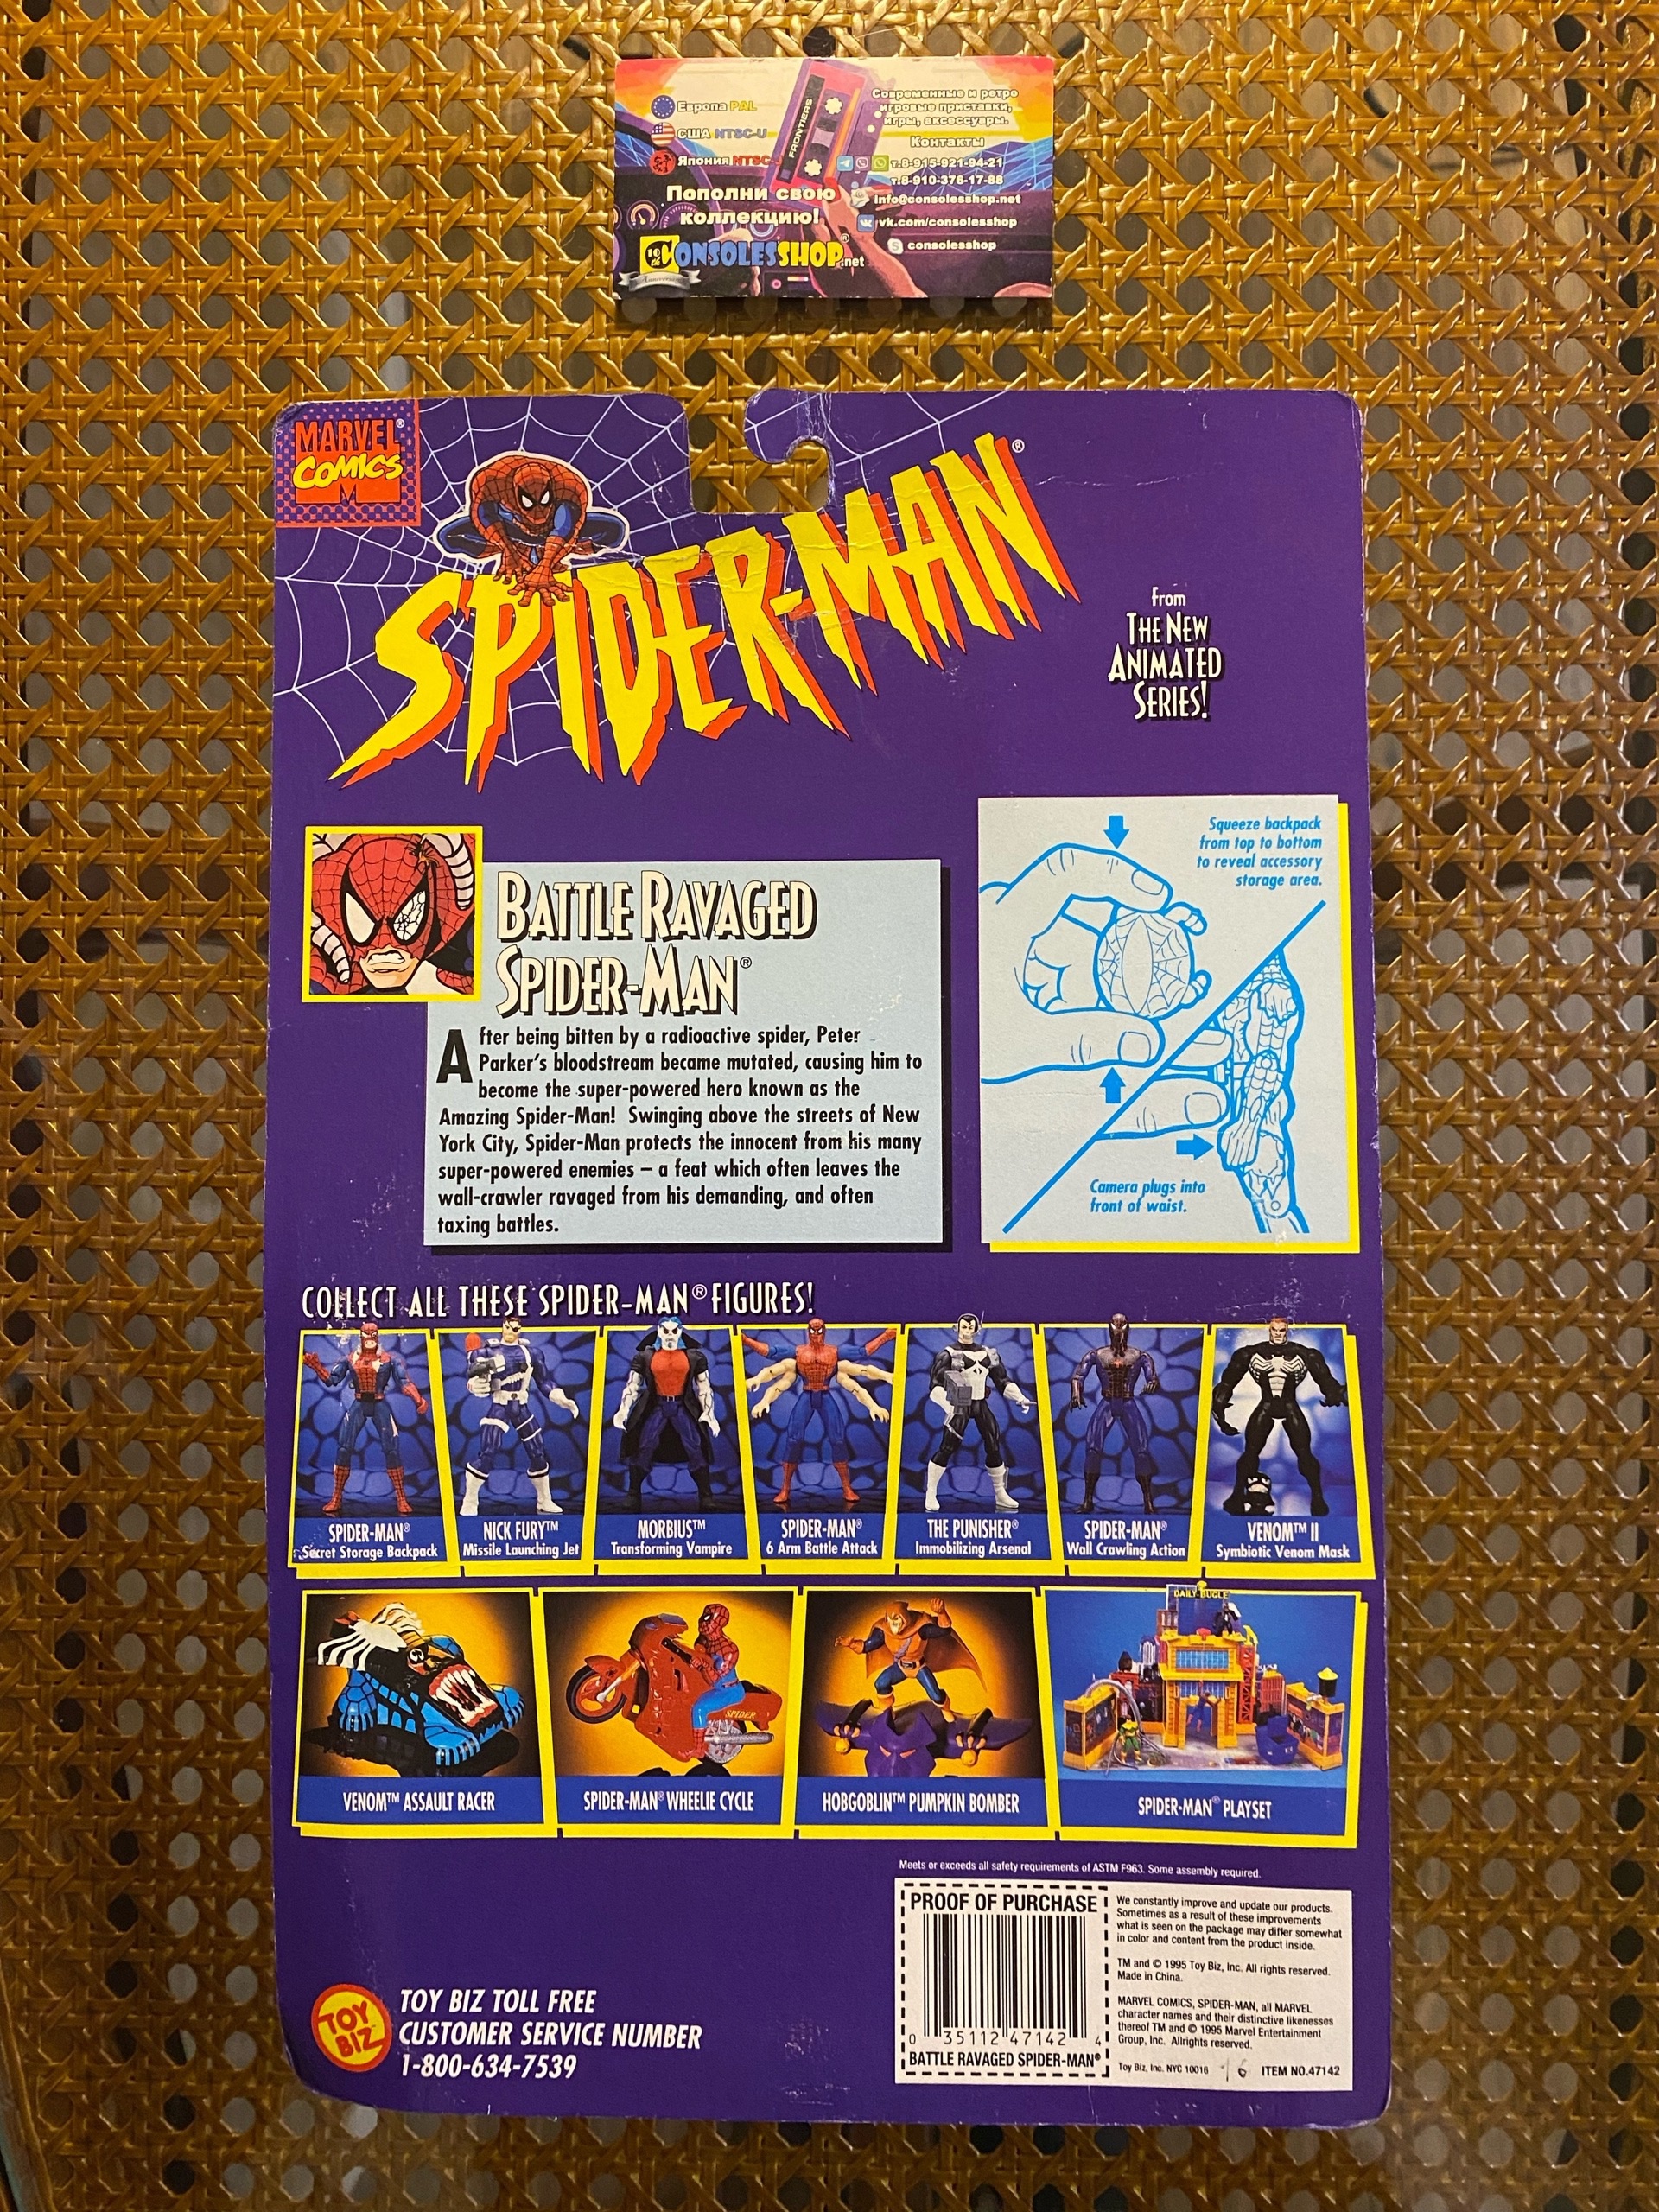 Европа PAL
США NTSC-U
Япония NTSC-J
Пополни свою
коллекцию!
CONSOLESSHOP®.net
FRONTIERS
Современные и ретро
игровые приставки,
игры, аксессуары.
Контакты
т.8-915-921-94-21
т.8-910-376-17-88
info@consolesshop.net
vk.com/consolesshop
consolesshop
MARVEL®
COMICS
SPIDER-MAN®
from
THE NEW
ANIMATED
SERIES!
BATTLE RAVAGED
SPIDER-MAN®
After being bitten by a radioactive spider, Peter
Parker's bloodstream became mutated, causing him to
become the super-powered hero known as the
Amazing Spider-Man! Swinging above the streets of New
York City, Spider-Man protects the innocent from his many
super-powered enemies – a feat which often leaves the
wall-crawler ravaged from his demanding, and often
taxing battles.
Squeeze backpack
from top to bottom
to reveal accessory
storage area.
Camera plugs into
front of waist.
COLLECT ALL THESE SPIDER-MAN® FIGURES!
SPIDER-MAN®
Secret Storage Backpack
NICK FURY™
Missile Launching Jet
MORBIUS™
Transforming Vampire
SPIDER-MAN®
6 Arm Battle Attack
THE PUNISHER®
Immobilizing Arsenal
SPIDER-MAN®
Wall Crawling Action
VENOM™ II
Symbiotic Venom Mask
SPIDER
DAILY BUGLE
VENOM™ ASSAULT RACER
SPIDER-MAN® WHEELIE CYCLE
HOBGOBLIN™ PUMPKIN BOMBER
SPIDER-MAN® PLAYSET
Meets or exceeds all safety requirements of ASTM F963. Some assembly required.
PROOF OF PURCHASE
0 35112 47142 4
BATTLE RAVAGED SPIDER-MAN®
We constantly improve and update our products.
Sometimes as a result of these improvements
what is seen on the package may differ somewhat
in color and content from the product inside.
TM and © 1995 Toy Biz, Inc. All rights reserved.
Made in China.
MARVEL COMICS, SPIDER-MAN, all MARVEL
character names and their distinctive likenesses
thereof TM and © 1995 Marvel Entertainment
Group, Inc. Allrights reserved.
Toy Biz, Inc. NYC 10016 ITEM NO.47142
TOY
BIZ
TOY BIZ TOLL FREE
CUSTOMER SERVICE NUMBER
1-800-634-7539